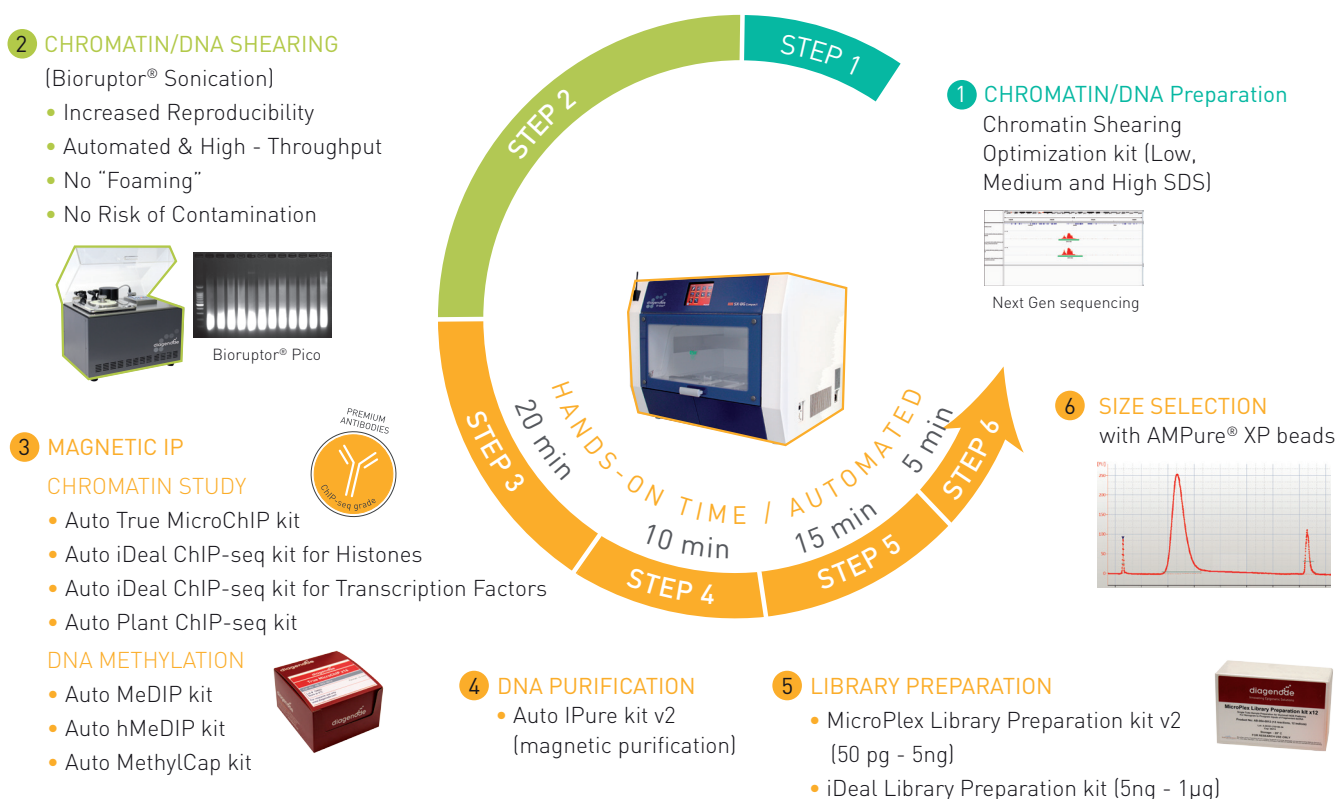 2 CHROMATIN/DNA SHEARING
(Bioruptor® Sonication)
• Increased Reproducibility
• Automated & High - Throughput
• No “Foaming”
• No Risk of Contamination
diagenode
Bioruptor® Pico
STEP 1
STEP 2
STEP 3
STEP 4
STEP 5
STEP 6
HANDS-ON TIME / AUTOMATED
20 min
10 min
15 min
5 min
1 CHROMATIN/DNA Preparation
Chromatin Shearing
Optimization kit (Low,
Medium and High SDS)
Next Gen sequencing
3 MAGNETIC IP
PREMIUM
ANTIBODIES
ChIP-seq grade
CHROMATIN STUDY
• Auto True MicroChIP kit
• Auto iDeal ChIP-seq kit for Histones
• Auto iDeal ChIP-seq kit for Transcription Factors
• Auto Plant ChIP-seq kit
DNA METHYLATION
• Auto MeDIP kit
• Auto hMeDIP kit
• Auto MethylCap kit
diagenode
4 DNA PURIFICATION
• Auto IPure kit v2
(magnetic purification)
5 LIBRARY PREPARATION
• MicroPlex Library Preparation kit v2
(50 pg - 5ng)
• iDeal Library Preparation kit (5ng - 1µg)
diagenode
MicroPlex Library Preparation kit x12
6 SIZE SELECTION
with AMPure® XP beads